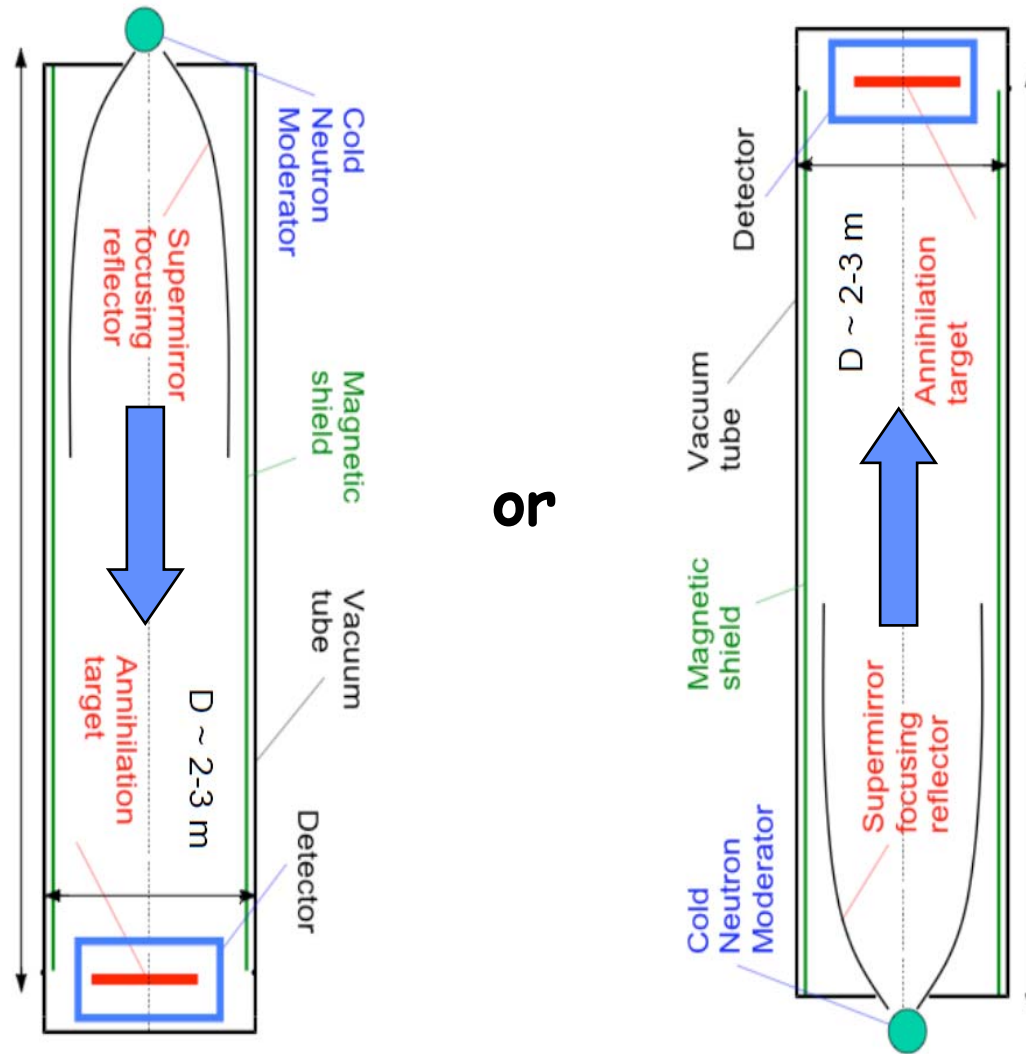 Cold
Neutron
Moderator
Supermirror
focusing
reflector
Magnetic
shield
Vacuum
tube
Annihilation
target
D ~ 2-3 m
Detector
or
Detector
D ~ 2-3 m
Annihilation
target
Vacuum
tube
Magnetic
shield
Supermirror
focusing
reflector
Cold
Neutron
Moderator